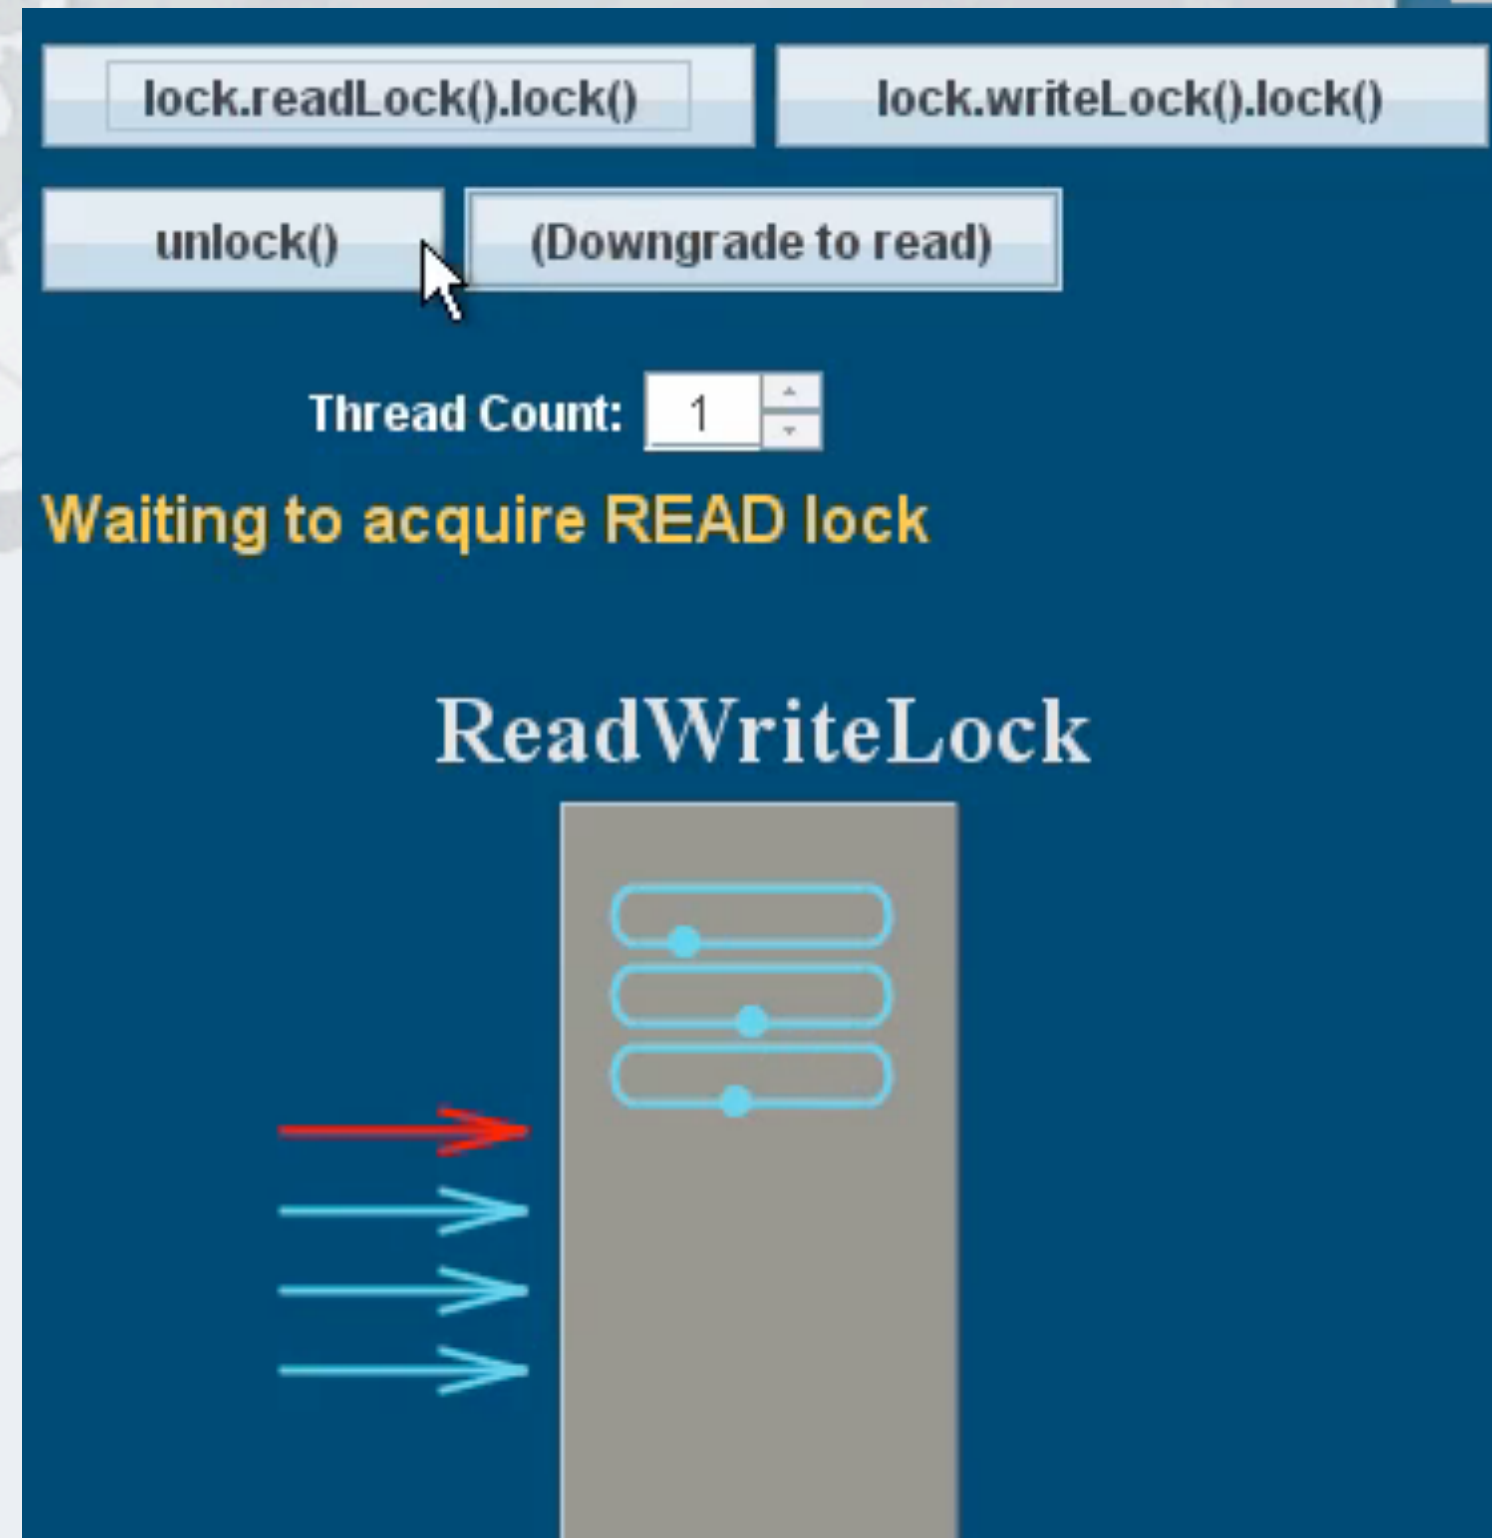 lock.readLock().lock() lock.writeLock().lock()
unlock() (Downgrade to read)
Thread Count: 1
Waiting to acquire READ lock
ReadWriteLock